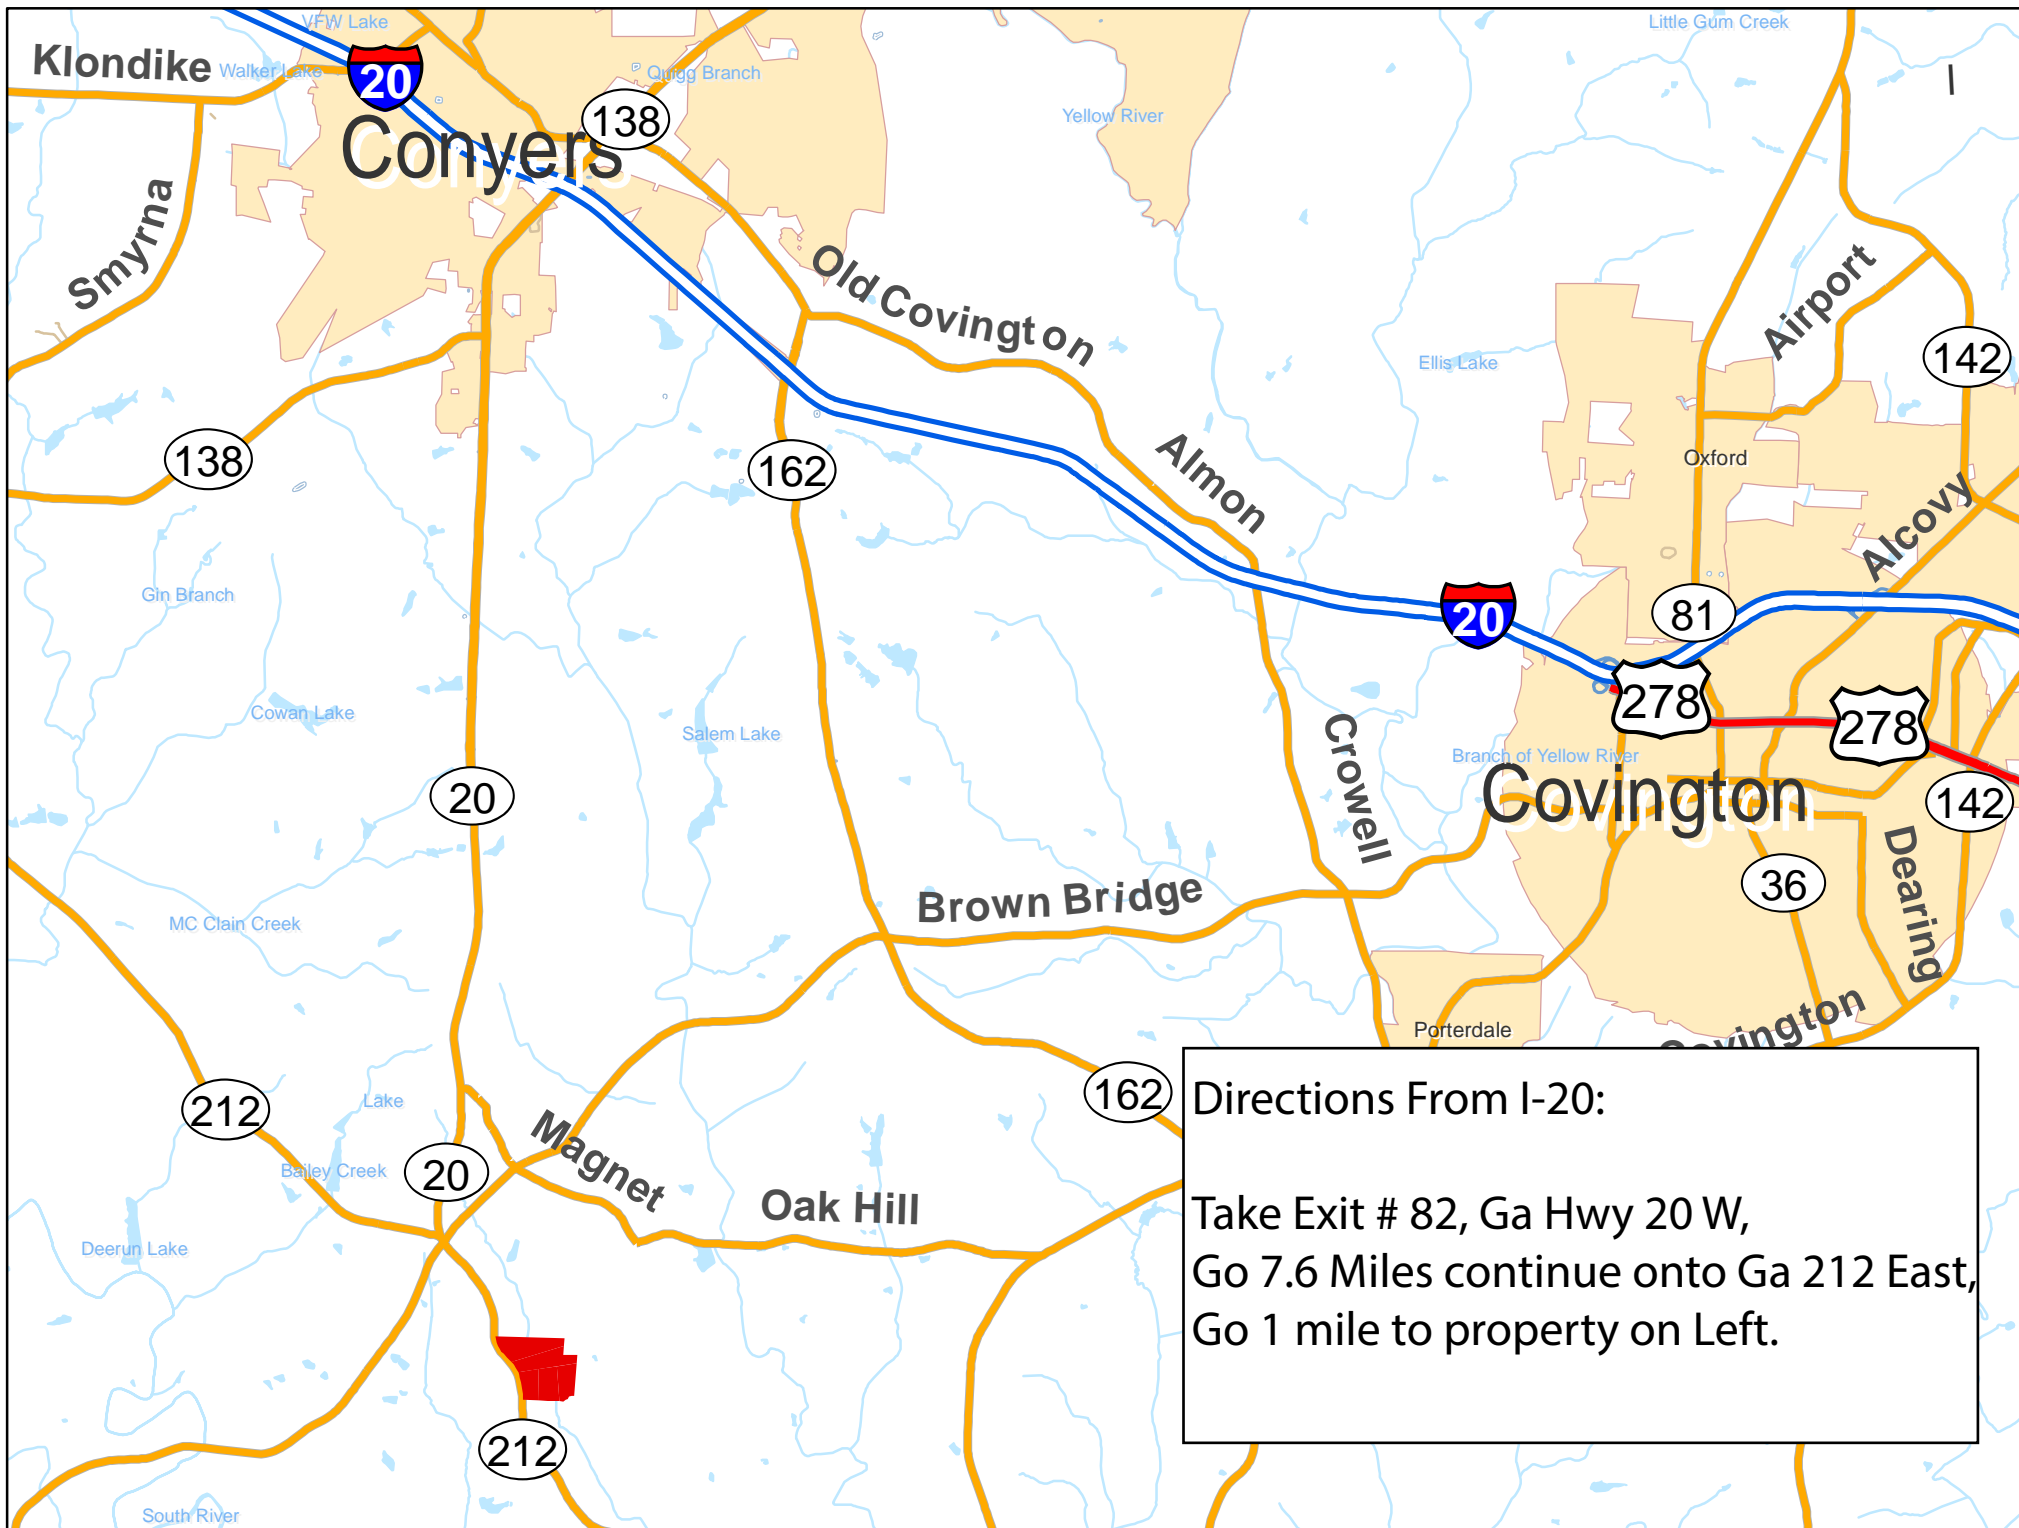 VFW Lake
Little Gum Creek
Klondike
Walker Lake
20
Quigg Branch
138
Yellow River
Conyers
Smyrna
Old Covington
Airport
142
Ellis Lake
138
162
Almon
Oxford
Alcovy
Gin Branch
20
81
278
278
Cowan Lake
Salem Lake
Crowell
Branch of Yellow River
20
Covington
142
Dearing
36
Brown Bridge
MC Clain Creek
Porterdale
Covington
212
Lake
162
Magnet
Bailey Creek
20
Oak Hill
Deerun Lake
212
South River
Directions From I-20:
Take Exit # 82, Ga Hwy 20 W,
Go 7.6 Miles continue onto Ga 212 East,
Go 1 mile to property on Left.